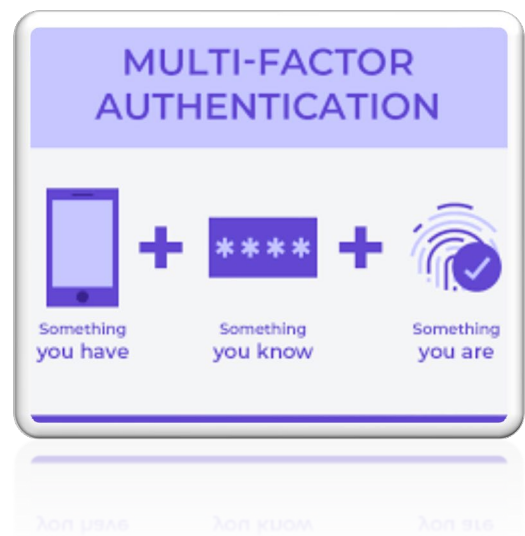 MULTI-FACTOR
AUTHENTICATION
****
Something Something Something
you have you know you are